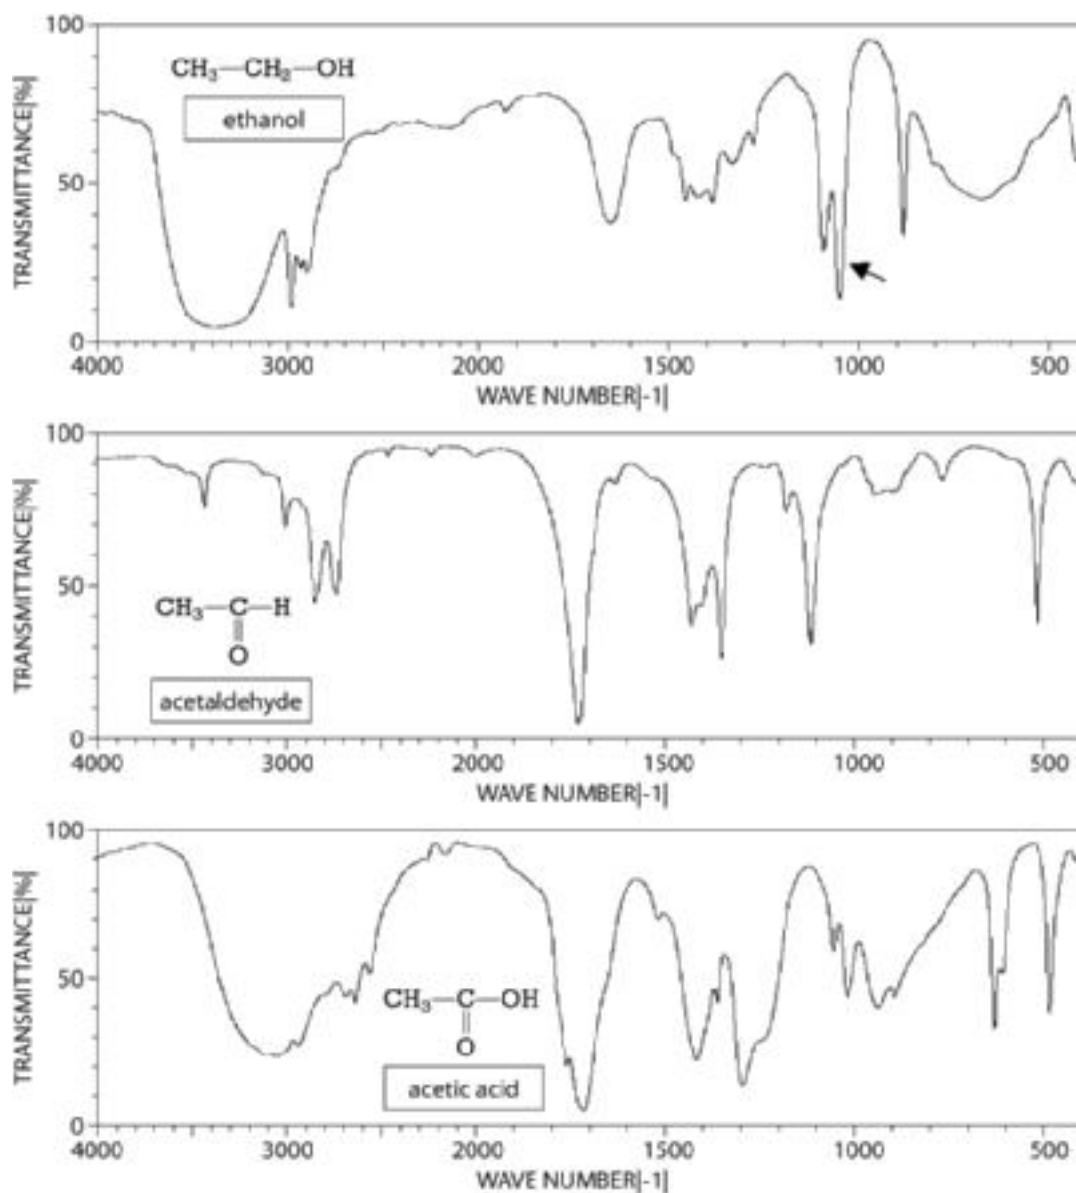 100
CH₃—CH₂—OH
ethanol
TRANSMITTANCE|%|
50
0
4000 3000 2000 1500 1000 500
WAVE NUMBER|-1|
100
TRANSMITTANCE|%|
50
CH₃—C—H
O
acetaldehyde
0
4000 3000 2000 1500 1000 500
WAVE NUMBER|-1|
100
TRANSMITTANCE|%|
50
CH₃—C—OH
O
acetic acid
0
4000 3000 2000 1500 1000 500
WAVE NUMBER|-1|